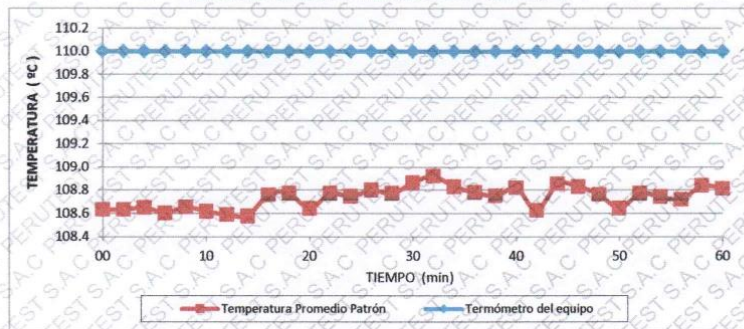 110.2
110.0
109.8
109.6
109.4
109.2
109.0
108.8
108.6
108.4
TEMPERATURA ( ºC )
00 10 20 30 40 50 60
TIEMPO (min)
Temperatura Promedio Patrón Termómetro del equipo
PERUTEST S.A.C